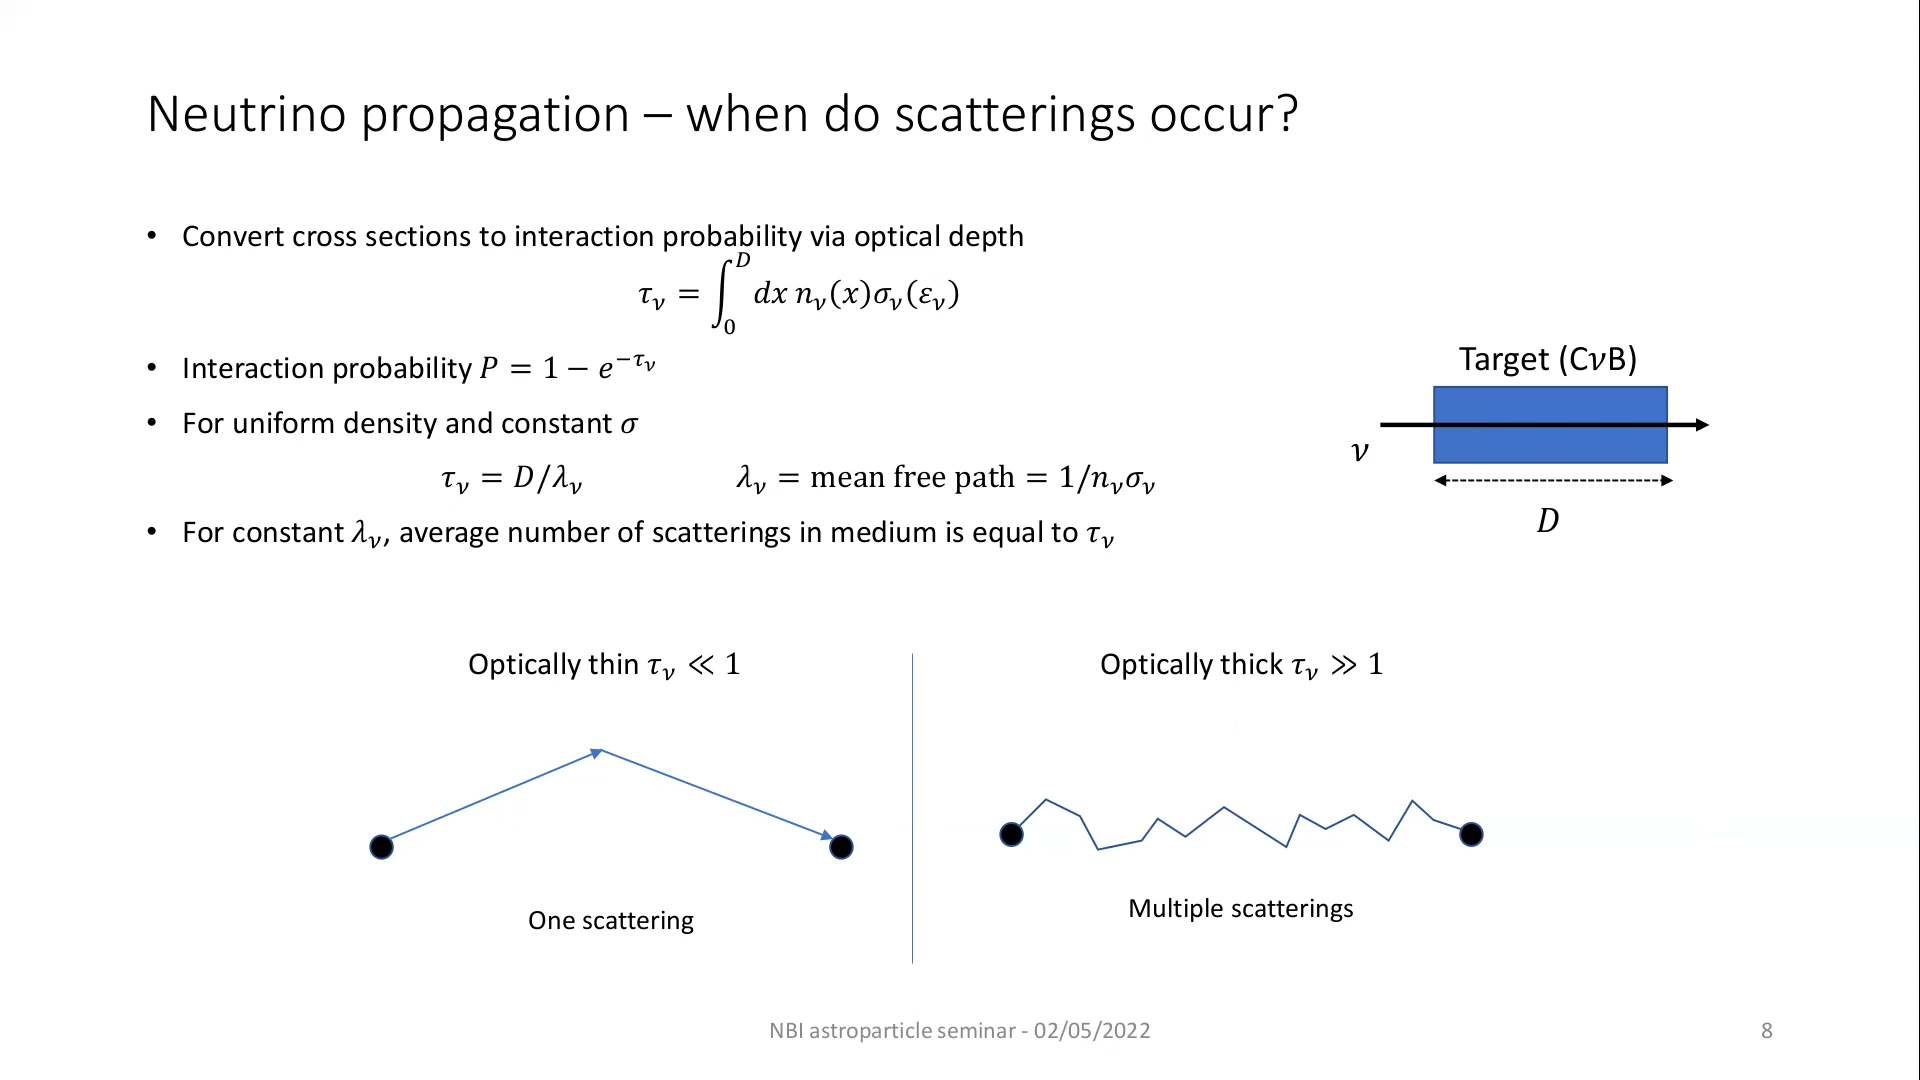 Neutrino propagation – when do scatterings occur?
• Convert cross sections to interaction probability via optical depth
τ_ν = ∫_0^D dx n_ν(x)σ_ν(ε_ν)
• Interaction probability P = 1 − e^{−τ_ν}
• For uniform density and constant σ
τ_ν = D/λ_ν λ_ν = mean free path = 1/n_νσ_ν
• For constant λ_ν, average number of scatterings in medium is equal to τ_ν
Target (CνB)
ν
D
Optically thin τ_ν ≪ 1
One scattering
Optically thick τ_ν ≫ 1
Multiple scatterings
NBI astroparticle seminar - 02/05/2022
8